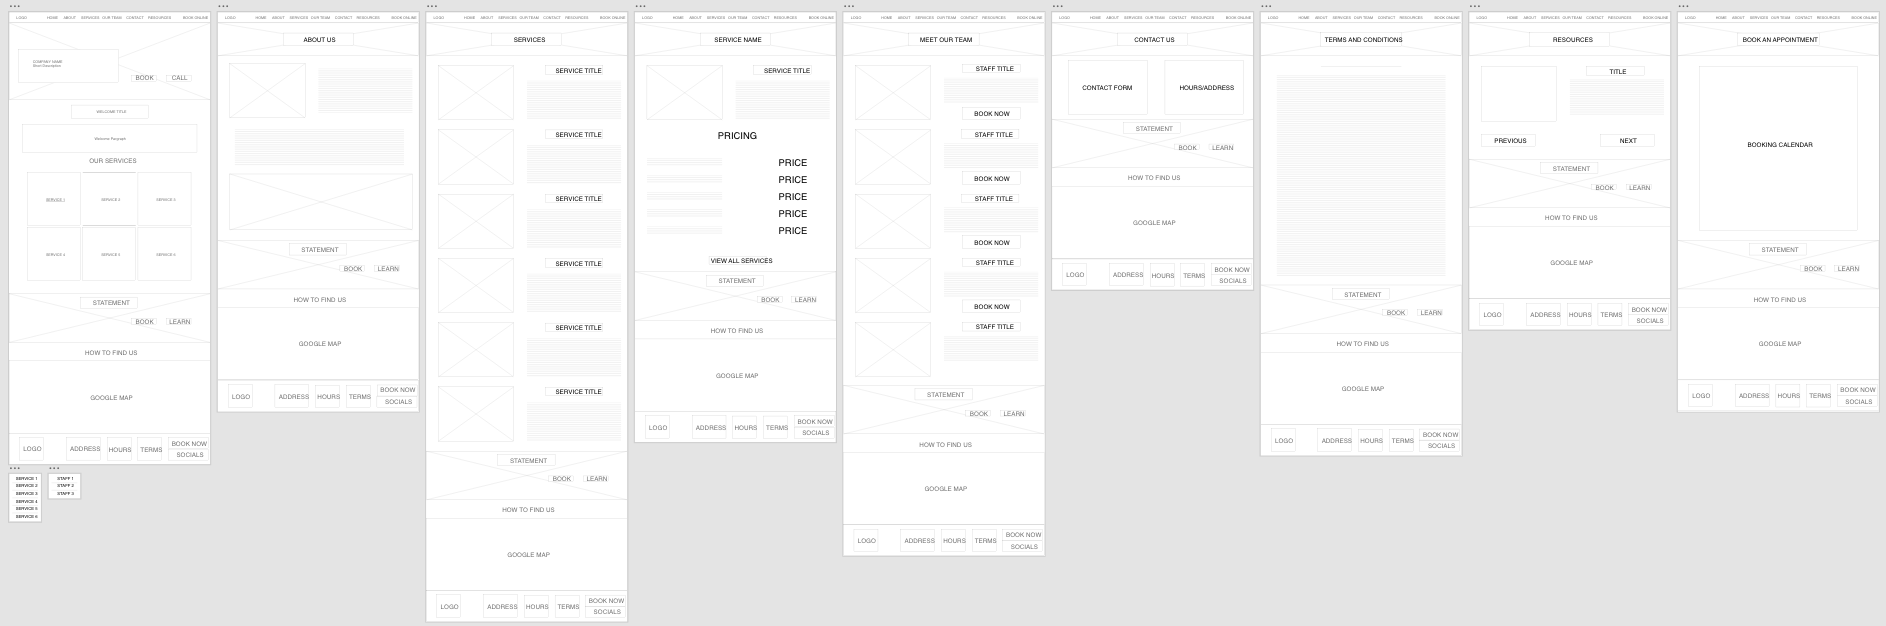 LOGO HOME ABOUT SERVICES OUR TEAM CONTACT RESOURCES BOOK ONLINE
COMPANY NAME
Short Description
BOOK CALL
WELCOME TITLE
Welcome Paragraph
OUR SERVICES
SERVICE 1 SERVICE 2 SERVICE 3
SERVICE 4 SERVICE 5 SERVICE 6
STATEMENT
BOOK LEARN
HOW TO FIND US
GOOGLE MAP
LOGO ADDRESS HOURS TERMS BOOK NOW
SOCIALS
SERVICE 1
SERVICE 2
SERVICE 3
SERVICE 4
SERVICE 5
SERVICE 6
STAFF 1
STAFF 2
STAFF 3
LOGO HOME ABOUT SERVICES OUR TEAM CONTACT RESOURCES BOOK ONLINE
ABOUT US
STATEMENT
BOOK LEARN
HOW TO FIND US
GOOGLE MAP
LOGO ADDRESS HOURS TERMS BOOK NOW
SOCIALS
LOGO HOME ABOUT SERVICES OUR TEAM CONTACT RESOURCES BOOK ONLINE
SERVICES
SERVICE TITLE
SERVICE TITLE
SERVICE TITLE
SERVICE TITLE
SERVICE TITLE
SERVICE TITLE
STATEMENT
BOOK LEARN
HOW TO FIND US
GOOGLE MAP
LOGO ADDRESS HOURS TERMS BOOK NOW
SOCIALS
LOGO HOME ABOUT SERVICES OUR TEAM CONTACT RESOURCES BOOK ONLINE
SERVICE NAME
SERVICE TITLE
PRICING
PRICE
PRICE
PRICE
PRICE
PRICE
VIEW ALL SERVICES
STATEMENT
BOOK LEARN
HOW TO FIND US
GOOGLE MAP
LOGO ADDRESS HOURS TERMS BOOK NOW
SOCIALS
LOGO HOME ABOUT SERVICES OUR TEAM CONTACT RESOURCES BOOK ONLINE
MEET OUR TEAM
STAFF TITLE
BOOK NOW
STAFF TITLE
BOOK NOW
STAFF TITLE
BOOK NOW
STAFF TITLE
BOOK NOW
STAFF TITLE
STATEMENT
BOOK LEARN
HOW TO FIND US
GOOGLE MAP
LOGO ADDRESS HOURS TERMS BOOK NOW
SOCIALS
LOGO HOME ABOUT SERVICES OUR TEAM CONTACT RESOURCES BOOK ONLINE
CONTACT US
CONTACT FORM HOURS/ADDRESS
STATEMENT
BOOK LEARN
HOW TO FIND US
GOOGLE MAP
LOGO ADDRESS HOURS TERMS BOOK NOW
SOCIALS
LOGO HOME ABOUT SERVICES OUR TEAM CONTACT RESOURCES BOOK ONLINE
TERMS AND CONDITIONS
STATEMENT
BOOK LEARN
HOW TO FIND US
GOOGLE MAP
LOGO ADDRESS HOURS TERMS BOOK NOW
SOCIALS
LOGO HOME ABOUT SERVICES OUR TEAM CONTACT RESOURCES BOOK ONLINE
RESOURCES
TITLE
PREVIOUS NEXT
STATEMENT
BOOK LEARN
HOW TO FIND US
GOOGLE MAP
LOGO ADDRESS HOURS TERMS BOOK NOW
SOCIALS
LOGO HOME ABOUT SERVICES OUR TEAM CONTACT RESOURCES BOOK ONLINE
BOOK AN APPOINTMENT
BOOKING CALENDAR
STATEMENT
BOOK LEARN
HOW TO FIND US
GOOGLE MAP
LOGO ADDRESS HOURS TERMS BOOK NOW
SOCIALS